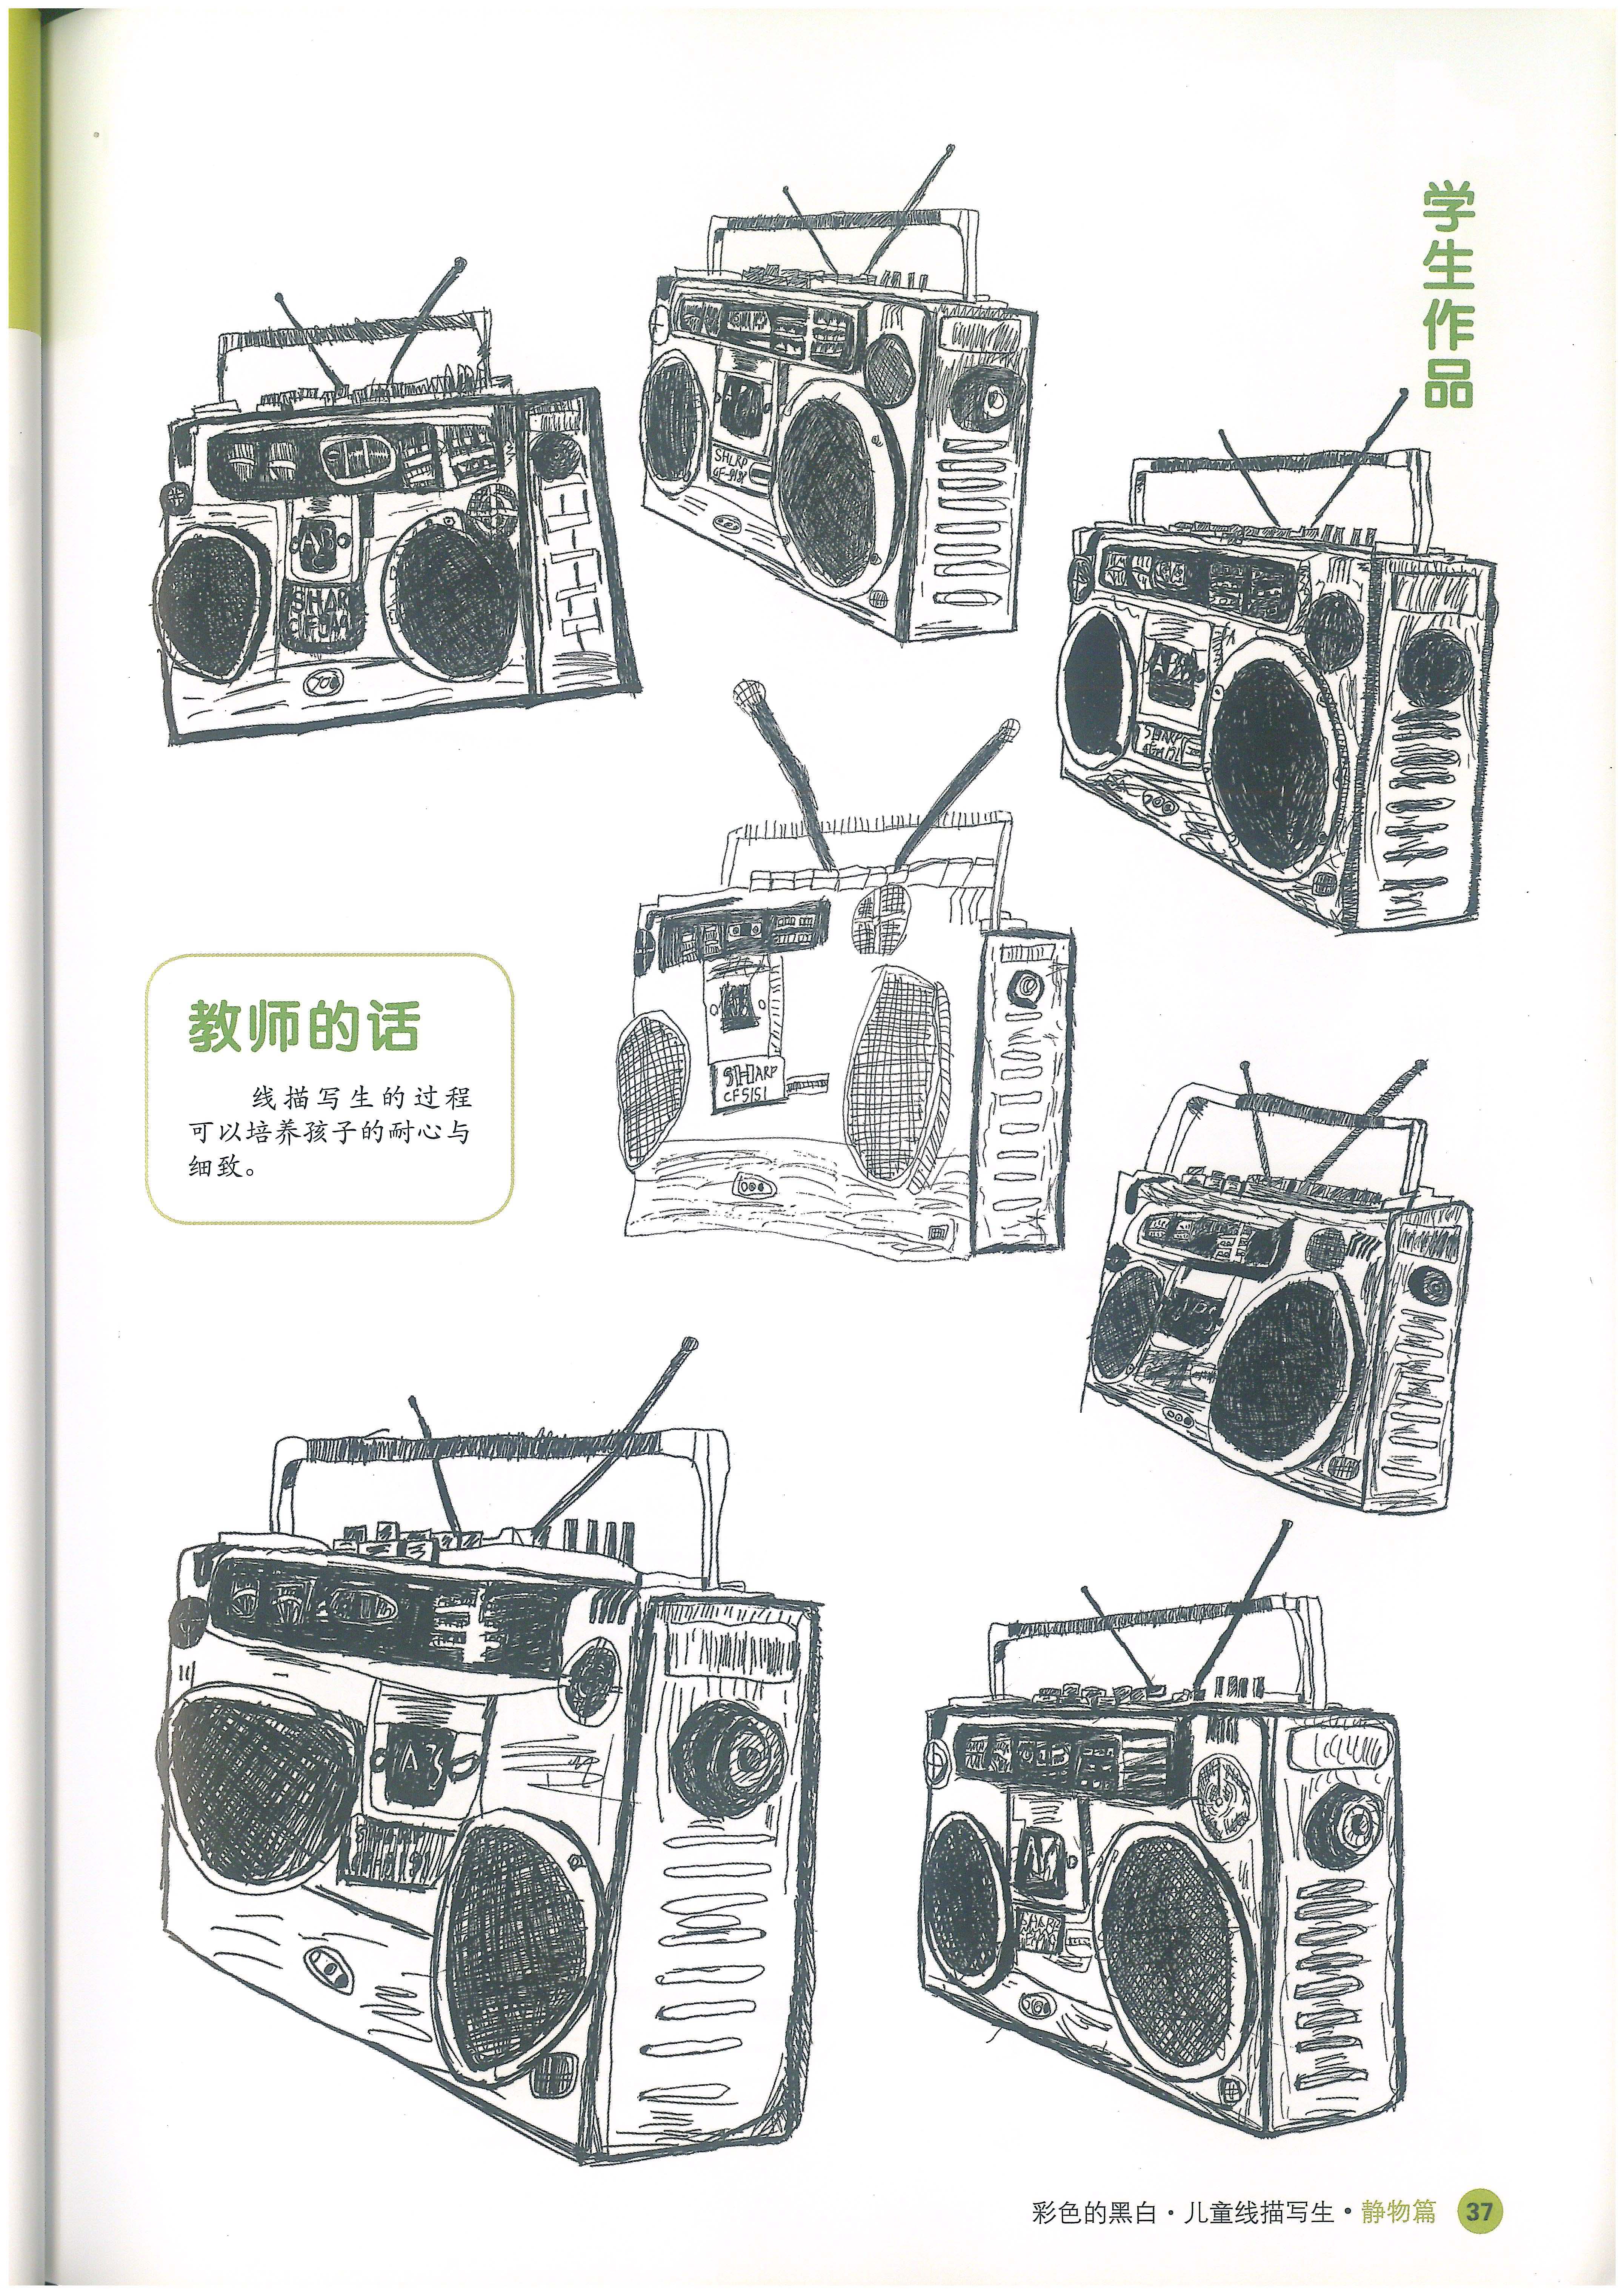 学生作品
AB
SHARP
CF5151
SHARP
教师的话
线描写生的过程
可以培养孩子的耐心与
细致。
彩色的黑白·儿童线描写生·静物篇 37